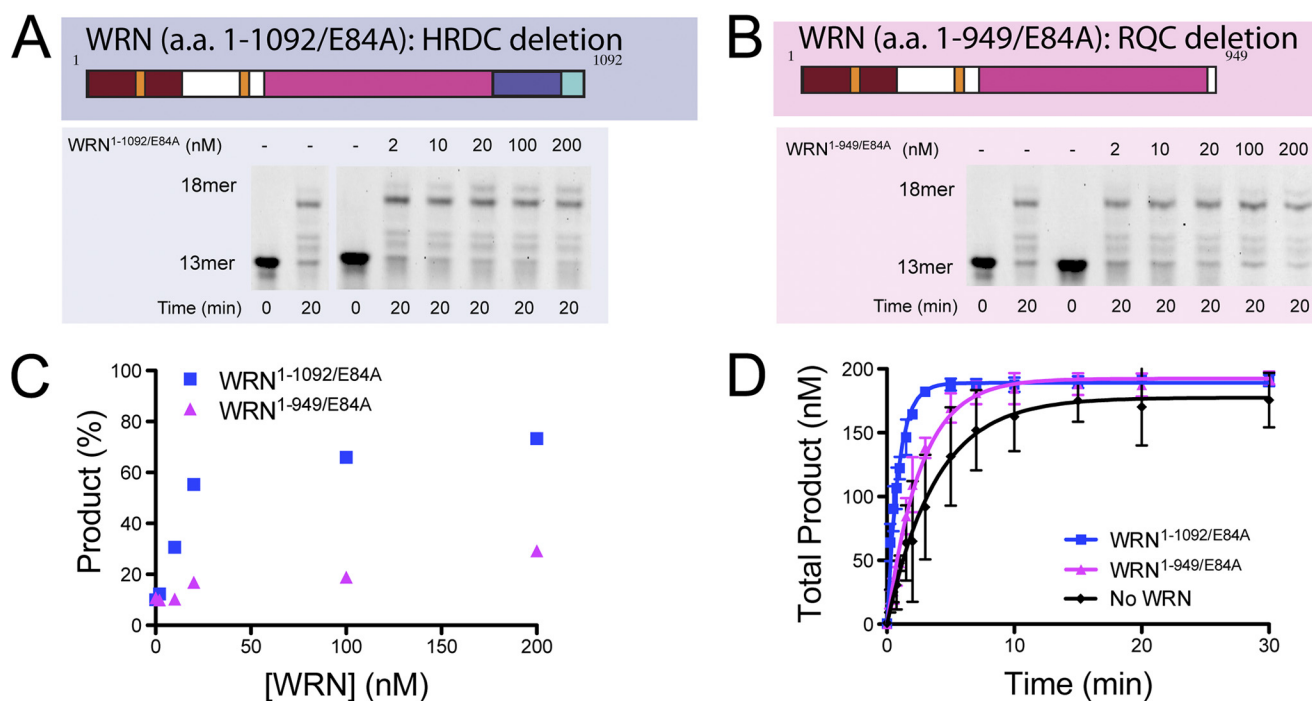 A
WRN (a.a. 1-1092/E84A): HRDC deletion
1
1092
WRN1-1092/E84A (nM) - - - 2 10 20 100 200
18mer
13mer
Time (min) 0 20 0 20 20 20 20 20
B
WRN (a.a. 1-949/E84A): RQC deletion
1
949
WRN1-949/E84A (nM) - - - 2 10 20 100 200
18mer
13mer
Time (min) 0 20 0 20 20 20 20 20
C
WRN1-1092/E84A
WRN1-949/E84A
Product (%)
100
80
60
40
20
0
0 50 100 150 200
[WRN] (nM)
D
Total Product (nM)
200
150
100
50
0
WRN1-1092/E84A
WRN1-949/E84A
No WRN
0 10 20 30
Time (min)